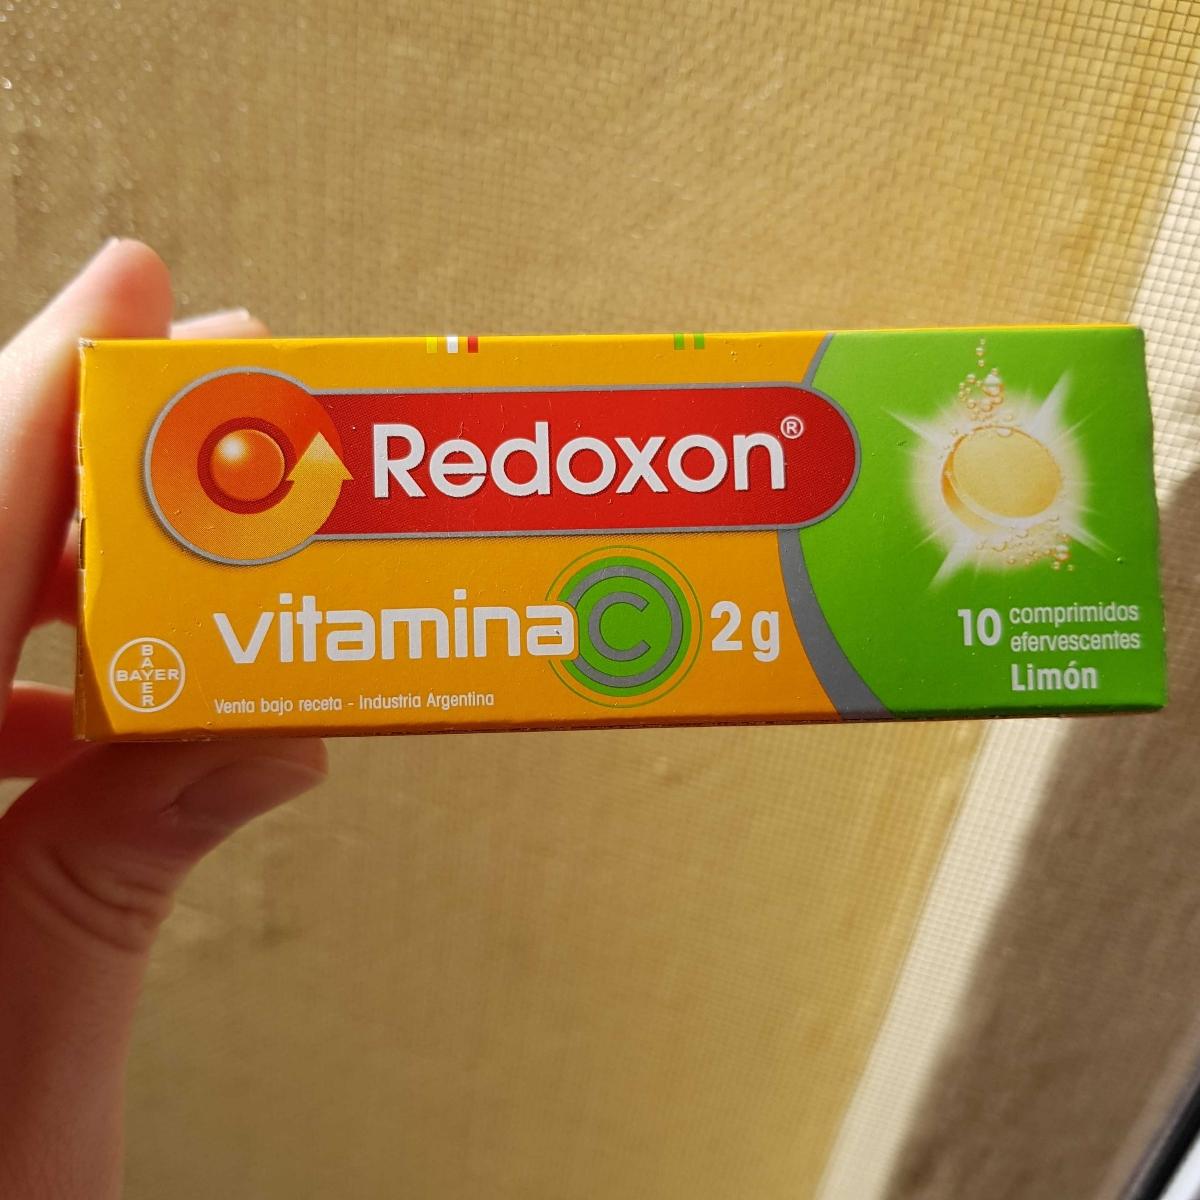 Redoxon®
vitamina C 2g
BAYER
BAYER
Venta bajo receta - Industria Argentina
10 comprimidos
efervescentes
Limón